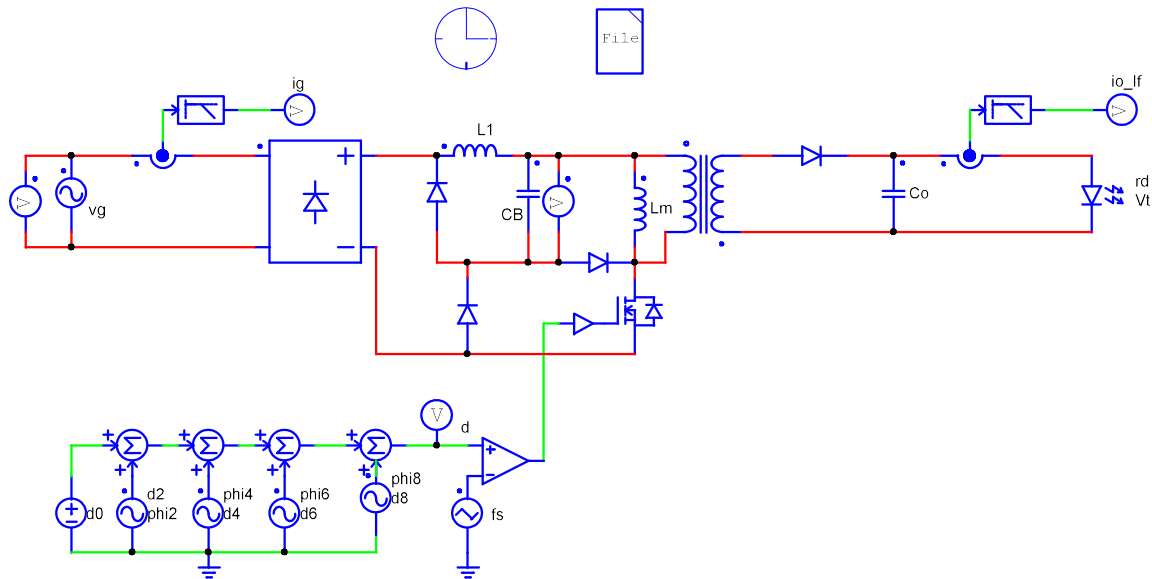 File
ig
io_lf
V
V
L1
V
vg
CB
V
Lm
Co
rd
Vt
V
d
d0
d2
phi2
phi4
d4
phi6
d6
phi8
d8
fs